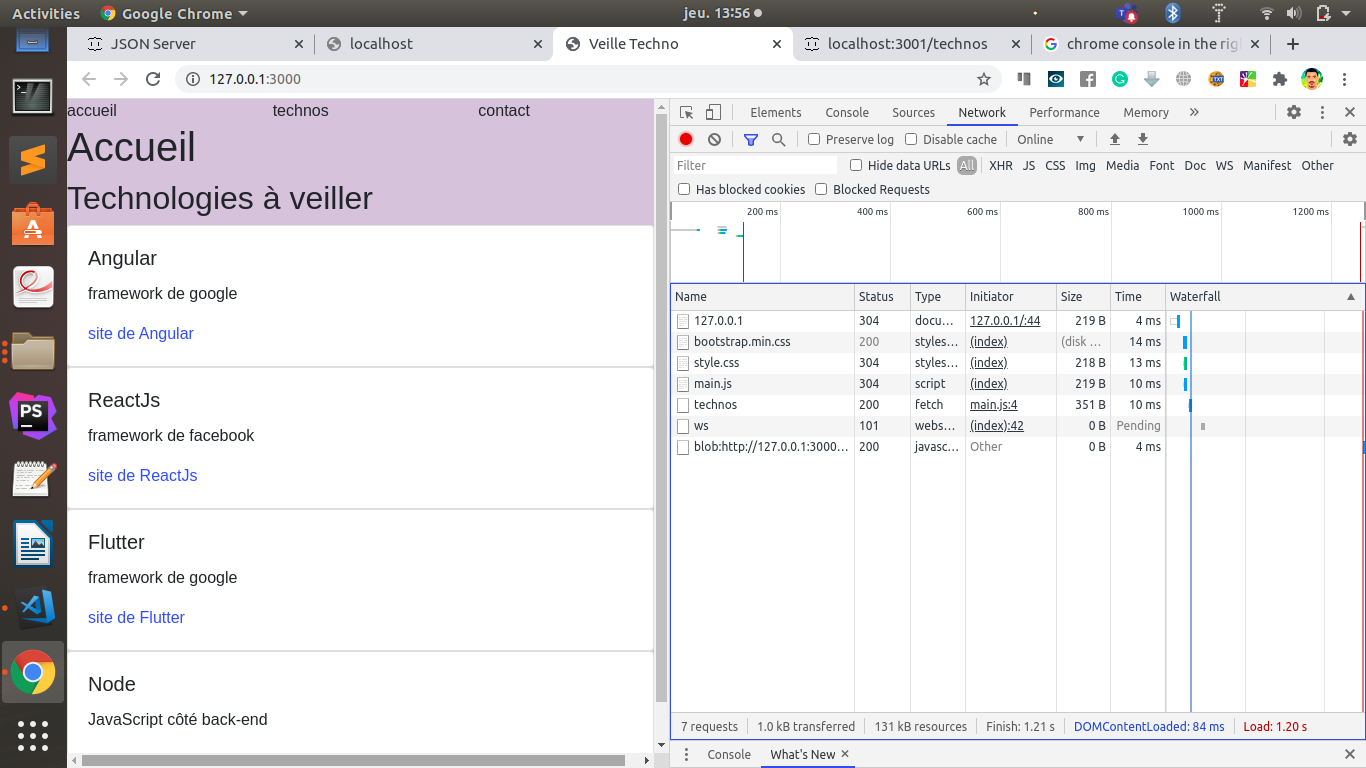 Activities Google Chrome jeu. 13:56
JSON Server localhost Veille Techno localhost:3001/technos chrome console in the rig
127.0.0.1:3000
accueil technos contact
Accueil
Technologies à veiller
Angular
framework de google
site de Angular
ReactJs
framework de facebook
site de ReactJs
Flutter
framework de google
site de Flutter
Node
JavaScript côté back-end
Elements Console Sources Network Performance Memory
Preserve log Disable cache Online
Filter Hide data URLs All XHR JS CSS Img Media Font Doc WS Manifest Other
Has blocked cookies Blocked Requests
200 ms 400 ms 600 ms 800 ms 1000 ms 1200 ms
Name Status Type Initiator Size Time Waterfall
127.0.0.1 304 docu... 127.0.0.1/:44 219 B 4 ms
bootstrap.min.css 200 styles... (index) (disk ... 14 ms
style.css 304 styles... (index) 218 B 13 ms
main.js 304 script (index) 219 B 10 ms
technos 200 fetch main.js:4 351 B 10 ms
ws 101 webs... (index):42 0 B Pending
blob:http://127.0.0.1:3000... 200 javasc... Other 0 B 4 ms
7 requests 1.0 kB transferred 131 kB resources Finish: 1.21 s DOMContentLoaded: 84 ms Load: 1.20 s
Console What's New
PS